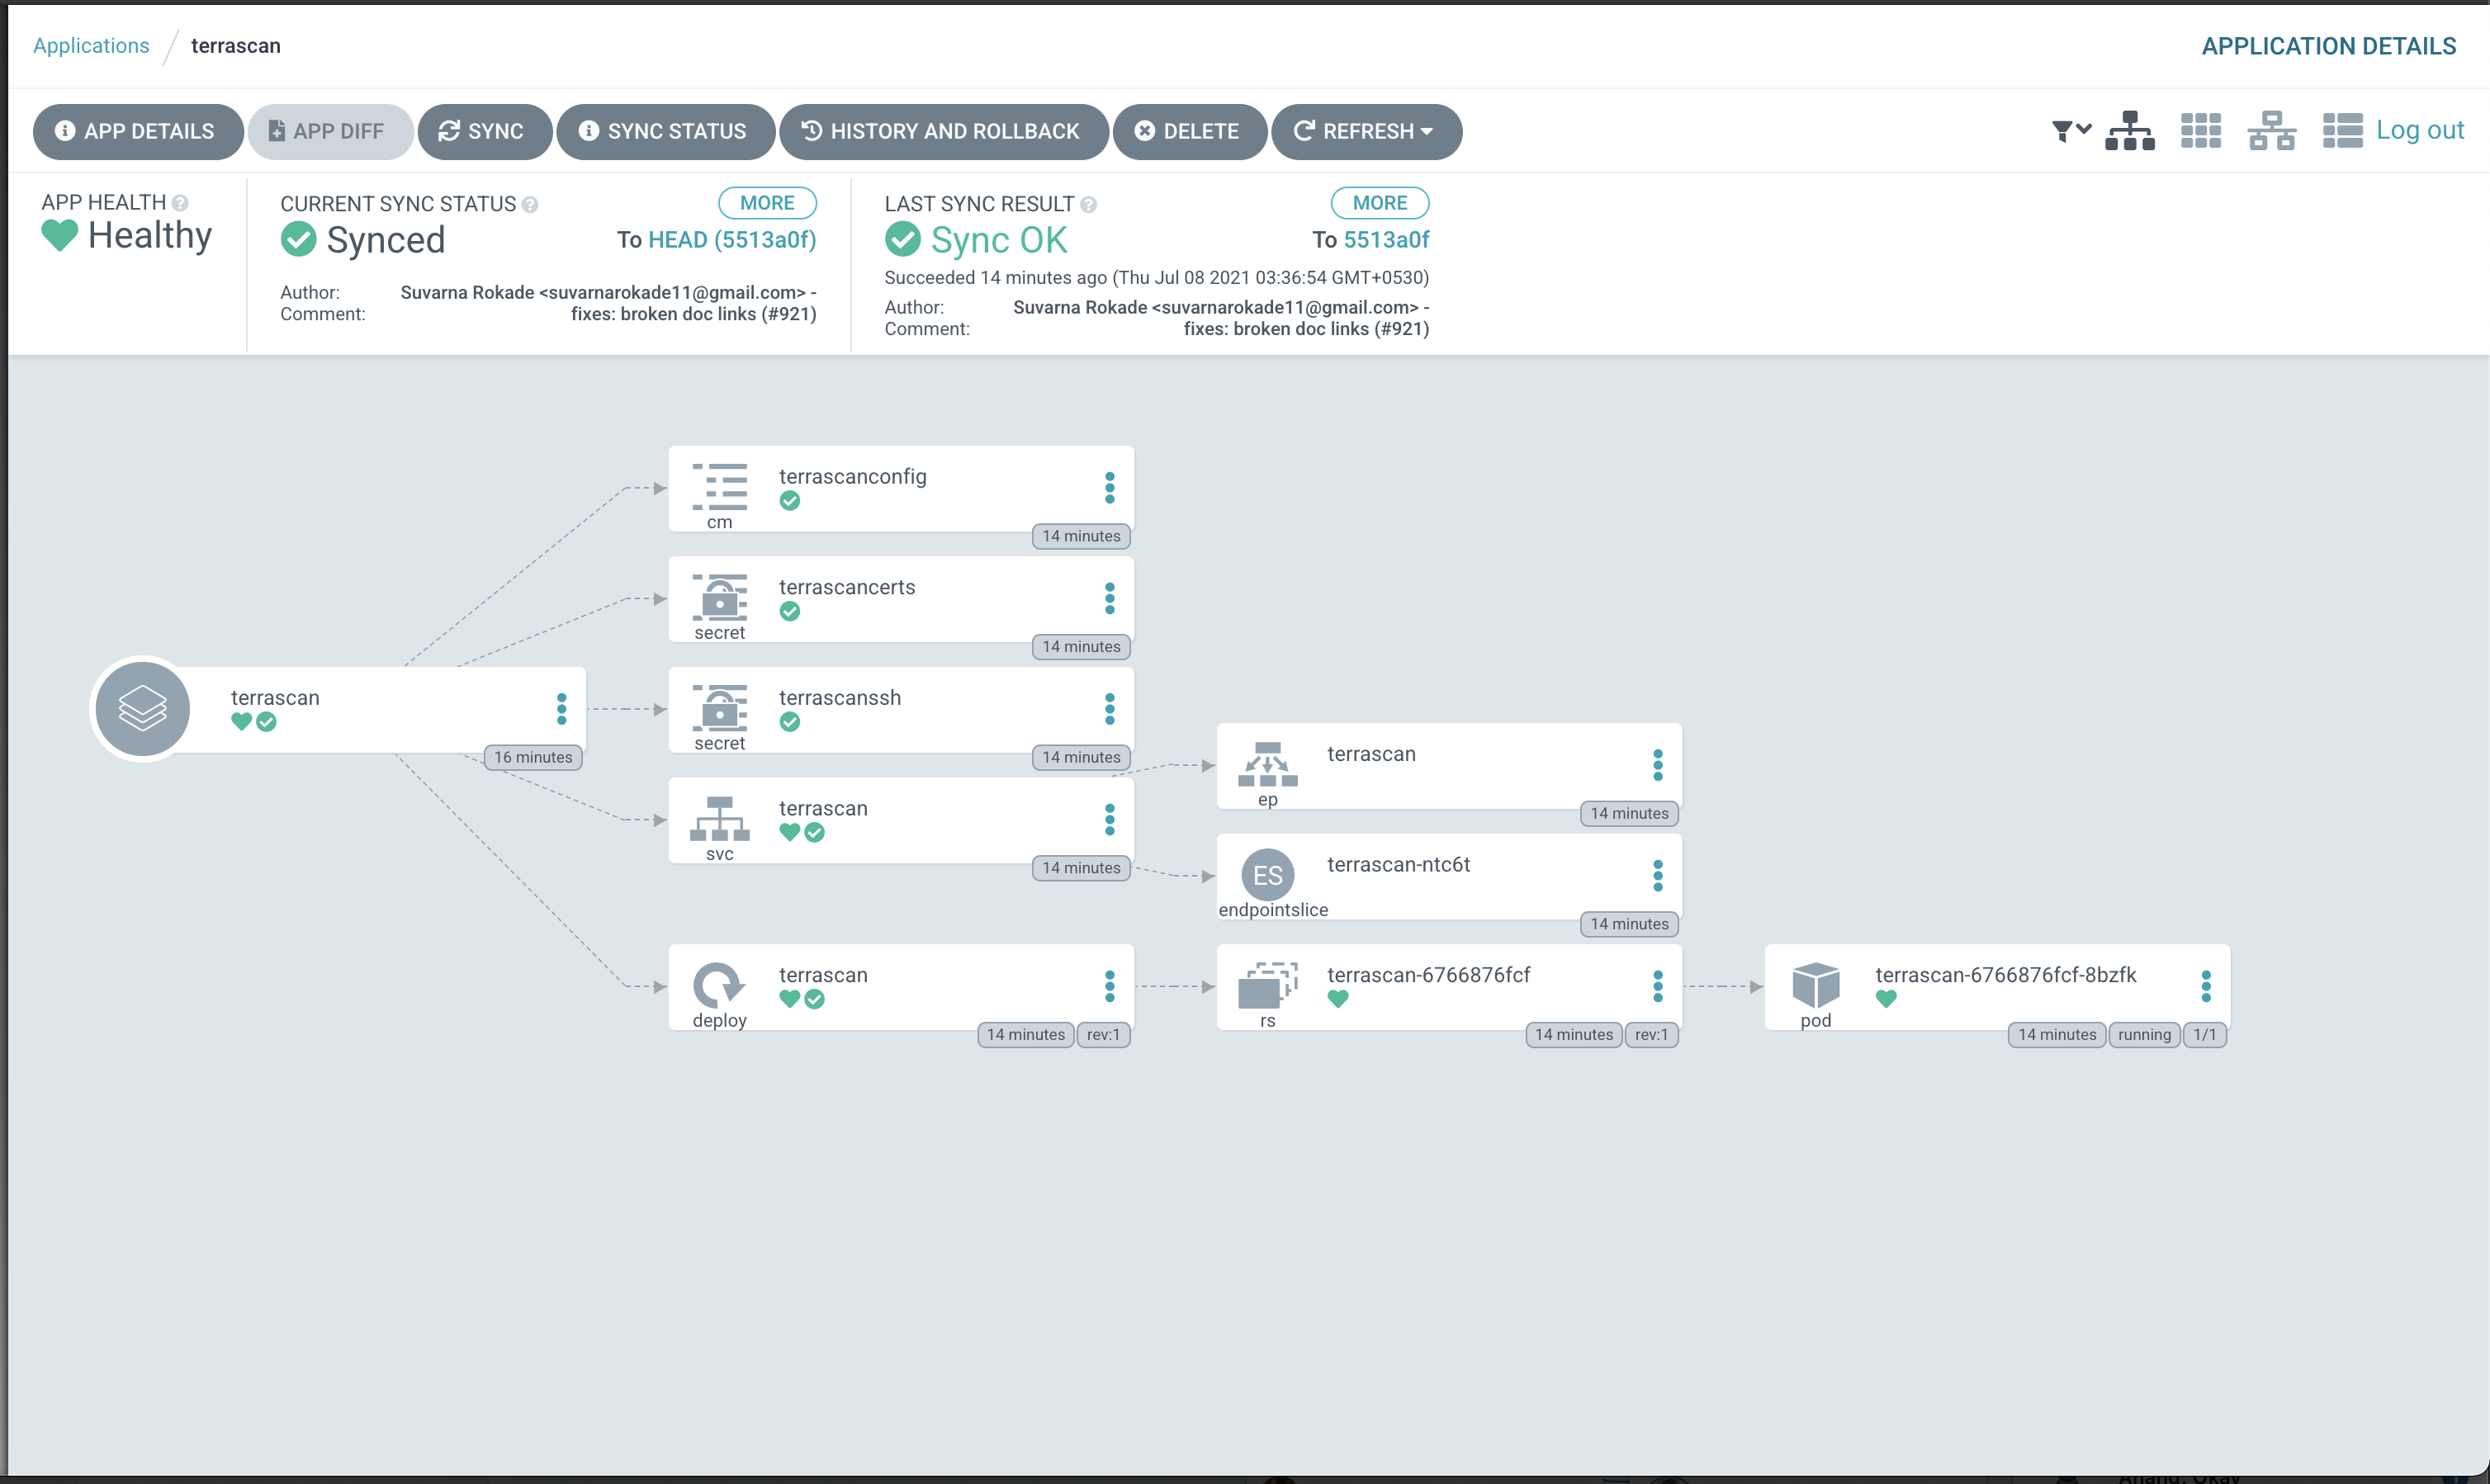 Applications / terrascan
APPLICATION DETAILS
APP DETAILS
APP DIFF
SYNC
SYNC STATUS
HISTORY AND ROLLBACK
DELETE
REFRESH
Log out
APP HEALTH
Healthy
CURRENT SYNC STATUS
MORE
Synced
To HEAD (5513a0f)
Author: Suvarna Rokade <suvarnarokade11@gmail.com> -
Comment: fixes: broken doc links (#921)
LAST SYNC RESULT
MORE
Sync OK
To 5513a0f
Succeeded 14 minutes ago (Thu Jul 08 2021 03:36:54 GMT+0530)
Author: Suvarna Rokade <suvarnarokade11@gmail.com> -
Comment: fixes: broken doc links (#921)
terrascan
16 minutes
terrascanconfig
cm
14 minutes
terrascancerts
secret
14 minutes
terrascanssh
secret
14 minutes
terrascan
svc
14 minutes
terrascan
ep
14 minutes
ES
terrascan-ntc6t
endpointslice
14 minutes
terrascan
deploy
14 minutes
rev:1
terrascan-6766876fcf
rs
14 minutes
rev:1
terrascan-6766876fcf-8bzfk
pod
14 minutes
running
1/1